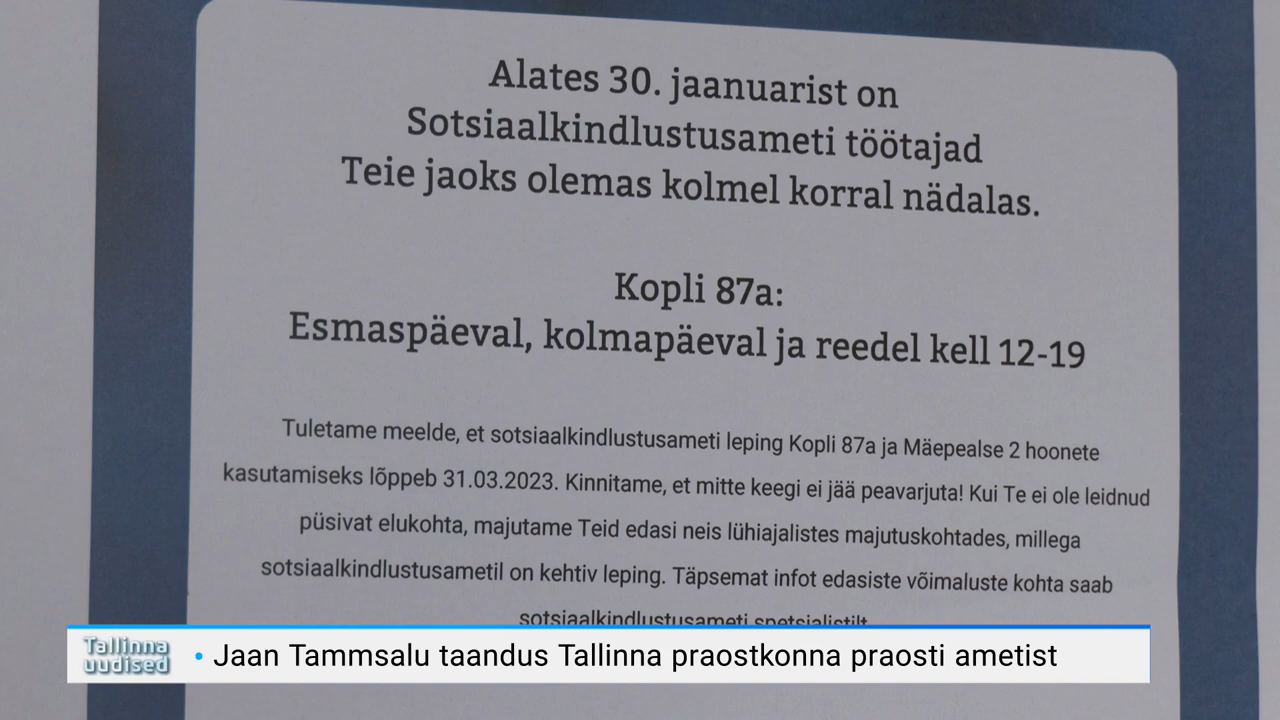 Alates 30. jaanuarist on
Sotsiaalkindlustusameti töötajad
Teie jaoks olemas kolmel korral nädalas.
Kopli 87a:
Esmaspäeval, kolmapäeval ja reedel kell 12-19
Tuletame meelde, et sotsiaalkindlustusameti leping Kopli 87a ja Mäepealse 2 hoonete
kasutamiseks lõppeb 31.03.2023. Kinnitame, et mitte keegi ei jää peavarjuta! Kui Te ei ole leidnud
püsivat elukohta, majutame Teid edasi neis lühiajalistes majutuskohtades, millega
sotsiaalkindlustusametil on kehtiv leping. Täpsemat infot edasiste võimaluste kohta saab
sotsiaalkindlustusameti spetsialistilt
Tallinna
uudised
• Jaan Tammsalu taandus Tallinna praostkonna praosti ametist